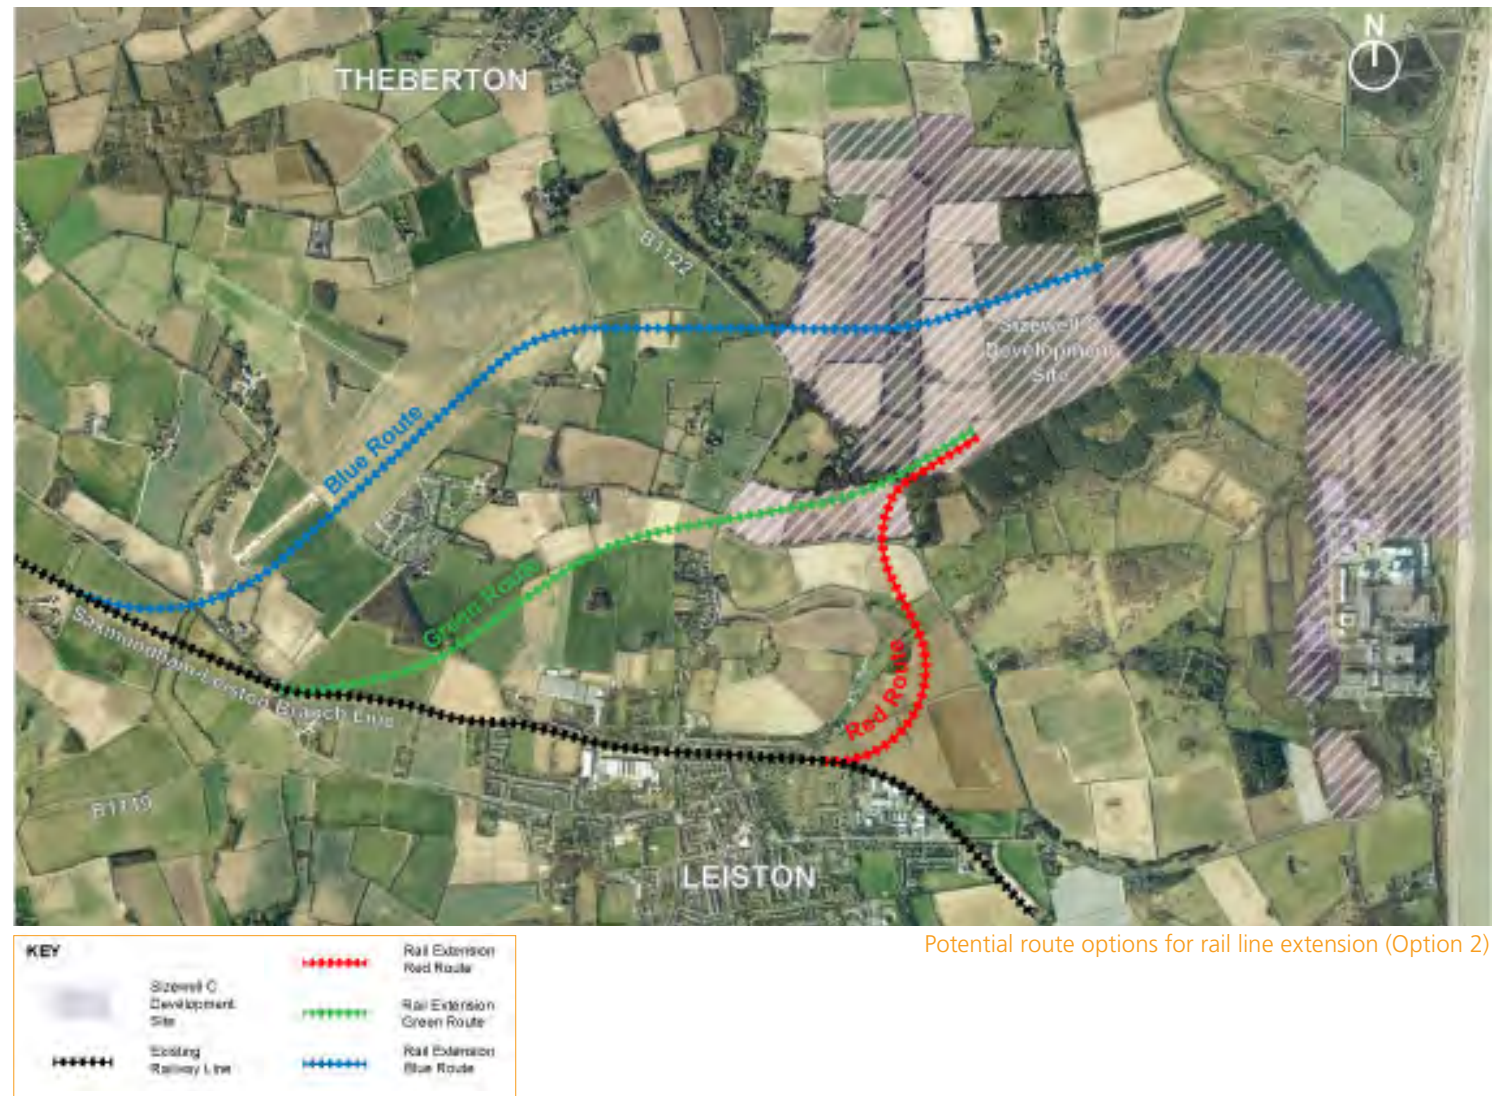 N
THEBERTON
B1122
Sizewell C
Development
Site
Blue Route
Green Route
Saxmundham-Leiston Branch Line
Red Route
B1119
LEISTON
Potential route options for rail line extension (Option 2)
KEY
Sizewell C
Development
Site
Existing
Railway Line
Rail Extension
Red Route
Rail Extension
Green Route
Rail Extension
Blue Route